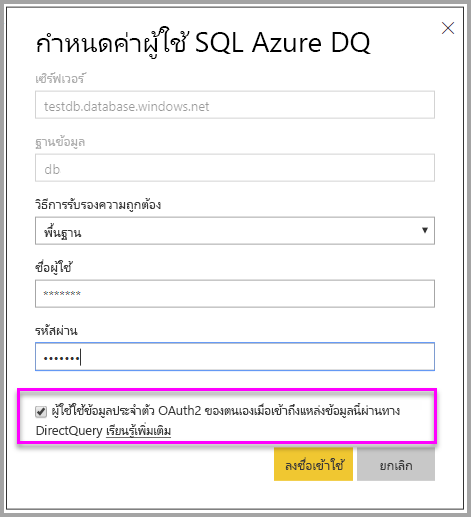 กำหนดค่าผู้ใช้ SQL Azure DQ
เซิร์ฟเวอร์
testdb.database.windows.net
ฐานข้อมูล
db
วิธีการรับรองความถูกต้อง
พื้นฐาน
ชื่อผู้ใช้
*******
รหัสผ่าน
•••••••
ผู้ใช้ใช้ข้อมูลประจำตัว OAuth2 ของตนเองเมื่อเข้าถึงแหล่งข้อมูลนี้ผ่านทาง
DirectQuery เรียนรู้เพิ่มเติม
ลงชื่อเข้าใช้ ยกเลิก